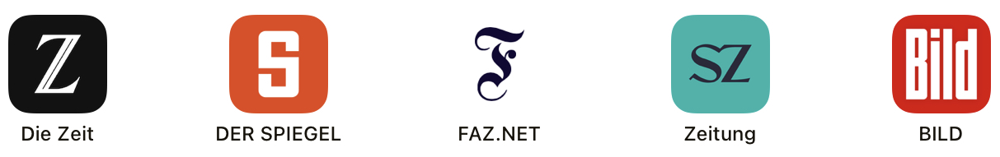 Z S F SZ Bild
Die Zeit DER SPIEGEL FAZ.NET Zeitung BILD